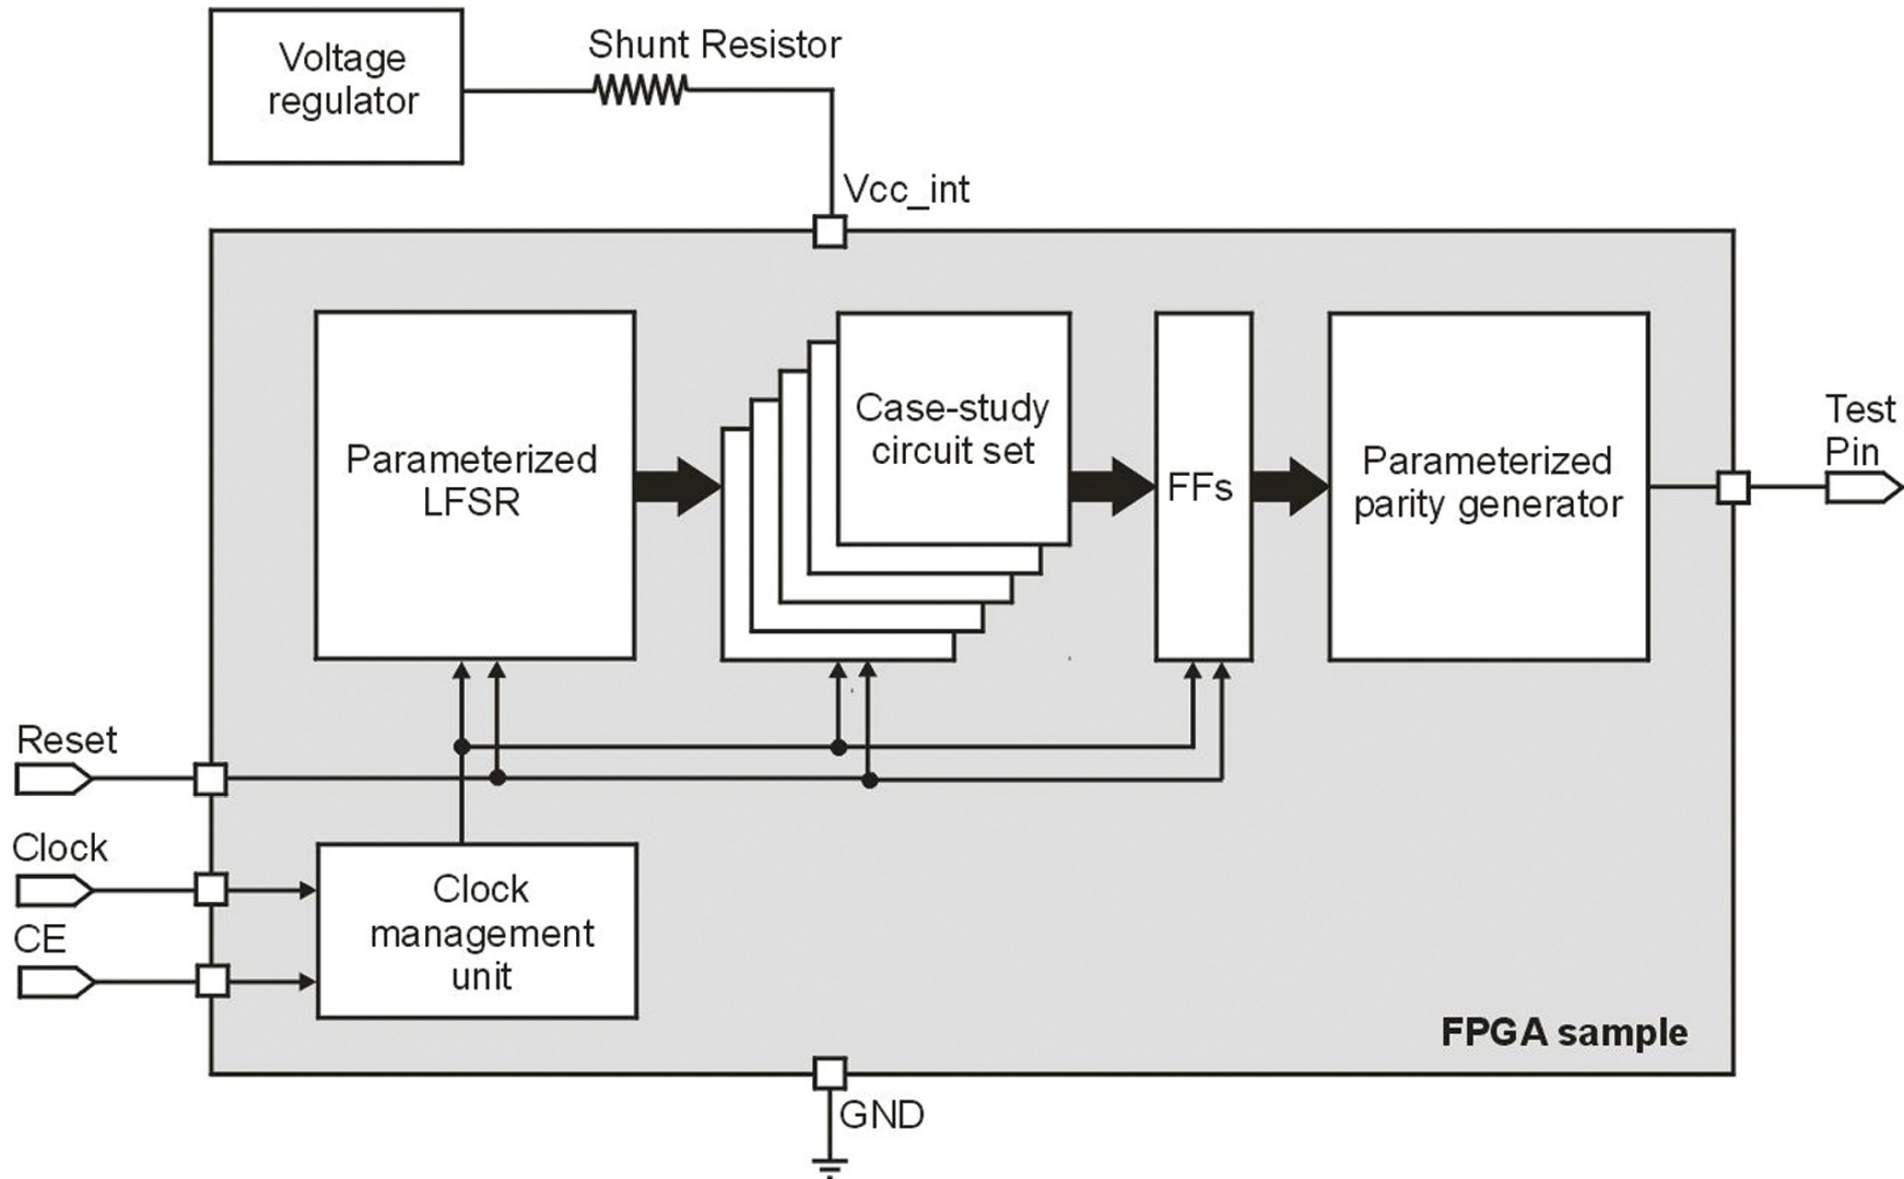 Voltage
regulator
Shunt Resistor
Vcc_int
Parameterized
LFSR
Case-study
circuit set
FFs
Parameterized
parity generator
Test
Pin
Reset
Clock
CE
Clock
management
unit
FPGA sample
GND